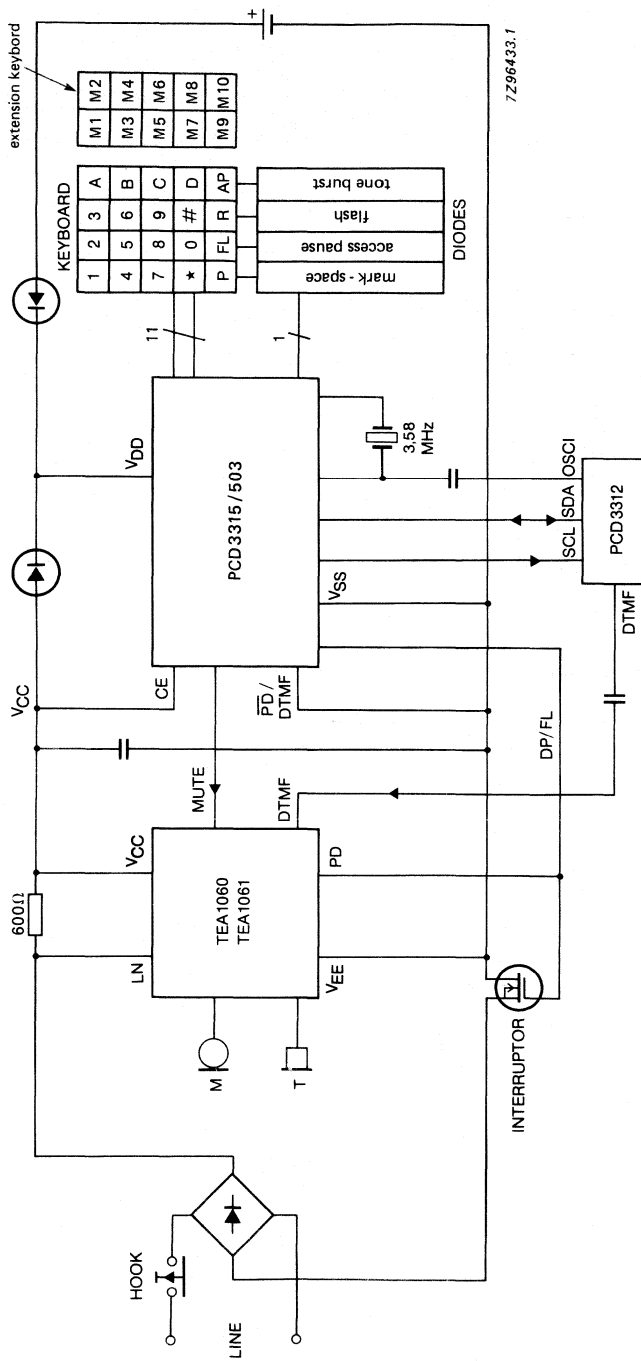 extension keybord
+
M1 M2
M3 M4
M5 M6
M7 M8
M9 M10
KEYBOARD
1 2 3 A
4 5 6 B
7 8 9 C
★ 0 # D
P FL R AP
mark - space
access pause
flash
tone burst
DIODES
11
1
VDD
PCD3315/503
3,58
MHz
VSS
CE
PD/
DTMF
SCL SDA OSCI
PCD3312
DTMF
VCC
MUTE
DP/FL
600Ω
LN
VCC
TEA1060
TEA1061
DTMF
PD
VEE
M
T
INTERRUPTOR
HOOK
LINE
7Z96433.1